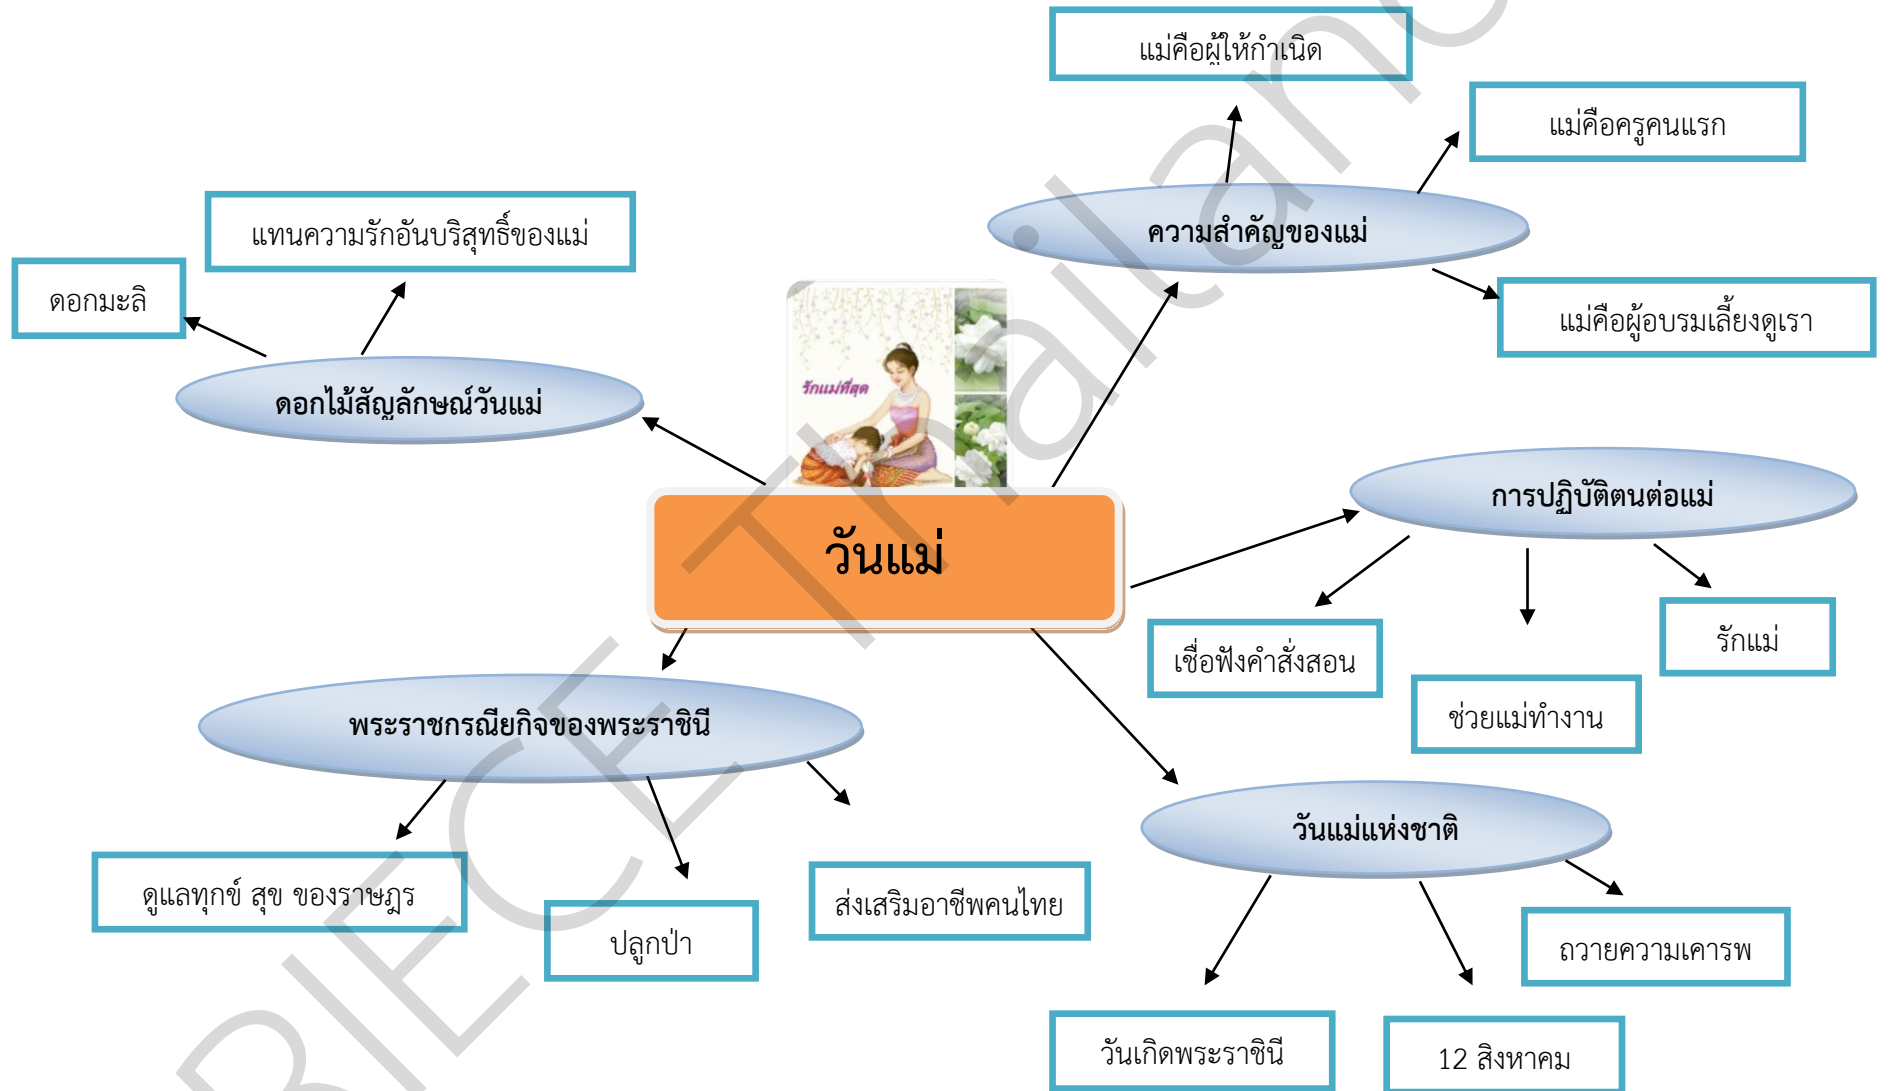 แม่คือผู้ให้กำเนิด
แม่คือครูคนแรก
ความสำคัญของแม่
แม่คือผู้อบรมเลี้ยงดูเรา
แทนความรักอันบริสุทธิ์ของแม่
ดอกมะลิ
ดอกไม้สัญลักษณ์วันแม่
รักแม่ที่สุด
วันแม่
การปฏิบัติตนต่อแม่
เชื่อฟังคำสั่งสอน
ช่วยแม่ทำงาน
รักแม่
พระราชกรณียกิจของพระราชินี
ดูแลทุกข์ สุข ของราษฎร
ปลูกป่า
ส่งเสริมอาชีพคนไทย
วันแม่แห่งชาติ
วันเกิดพระราชินี
12 สิงหาคม
ถวายความเคารพ
BIECE Thailand